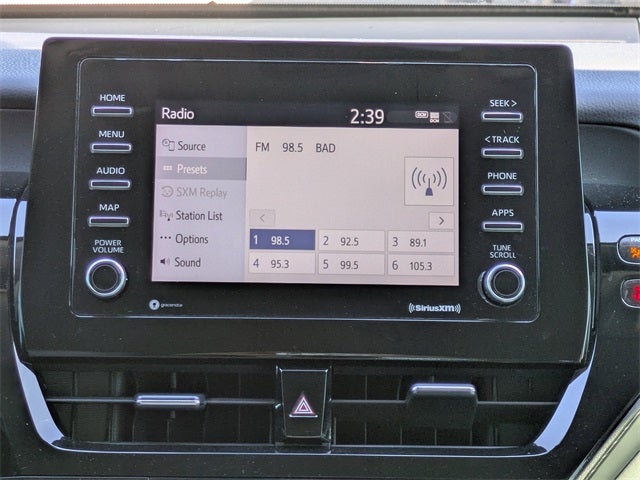 HOME
MENU
AUDIO
MAP
POWER
VOLUME
Radio
2:39
DCM
DCM
Source
Presets
SXM Replay
Station List
Options
Sound
FM 98.5 BAD
<
>
1 98.5
2 92.5
3 89.1
4 95.3
5 99.5
6 105.3
SEEK >
< TRACK
PHONE
APPS
TUNE
SCROLL
gracenote
((SiriusXM))